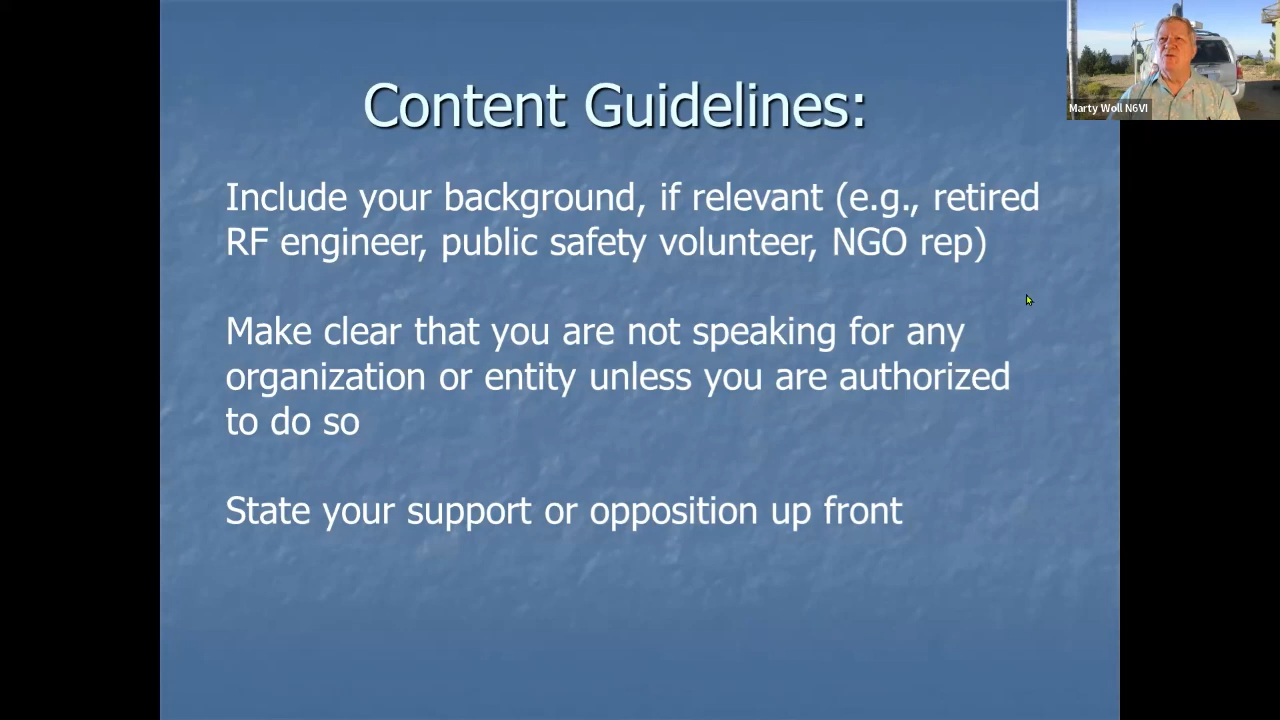 Content Guidelines:
Marty Woll N6VI
Include your background, if relevant (e.g., retired
RF engineer, public safety volunteer, NGO rep)
Make clear that you are not speaking for any
organization or entity unless you are authorized
to do so
State your support or opposition up front